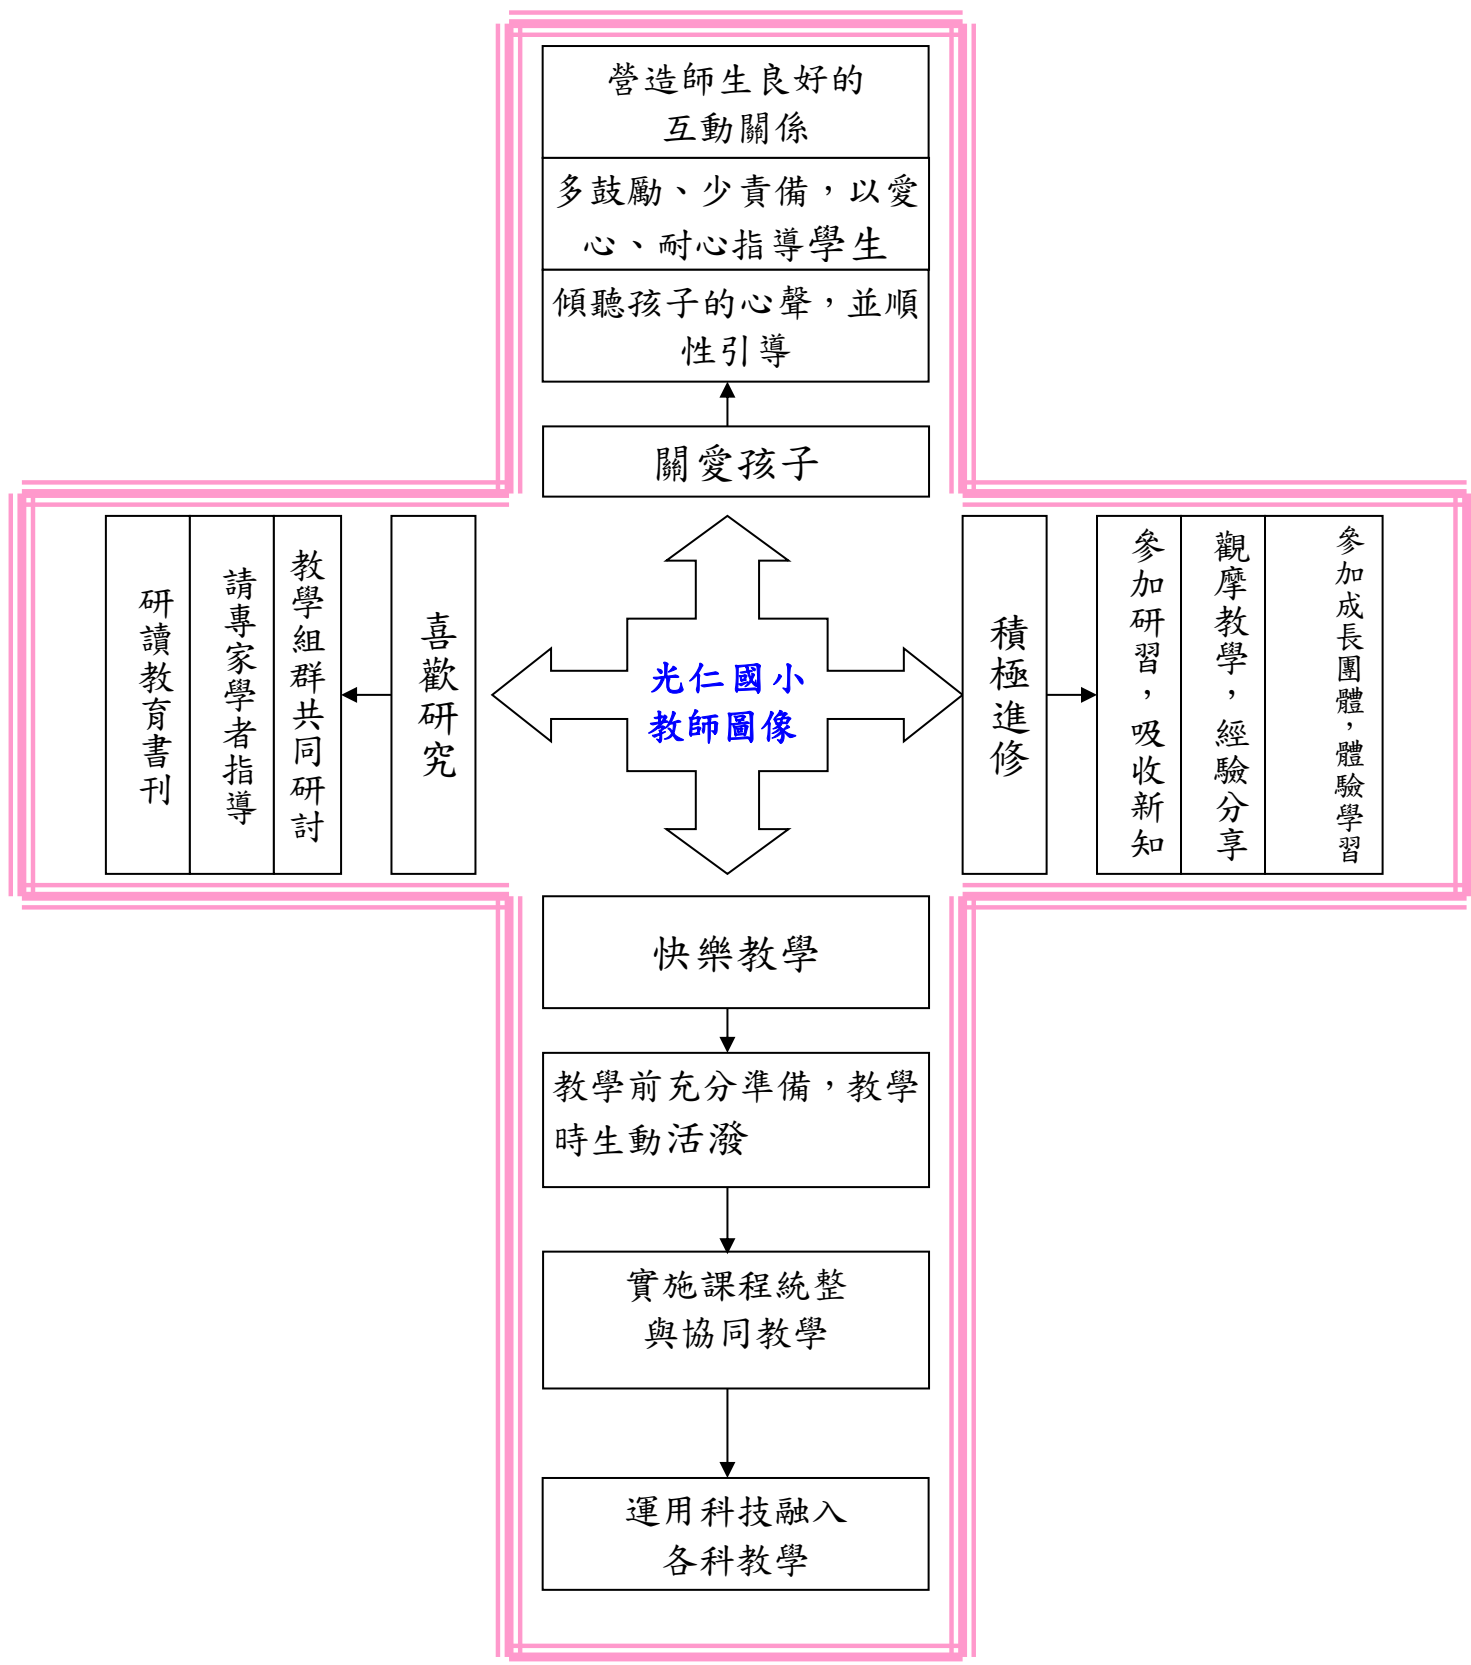 營造師生良好的
互動關係
多鼓勵、少責備，以愛
心、耐心指導學生
傾聽孩子的心聲，並順
性引導
關愛孩子
研讀教育書刊
請專家學者指導
教學組群共同研討
喜歡研究
光仁國小
教師圖像
積極進修
參加研習，吸收新知
觀摩教學，經驗分享
參加成長團體，體驗學習
快樂教學
教學前充分準備，教學
時生動活潑
實施課程統整
與協同教學
運用科技融入
各科教學